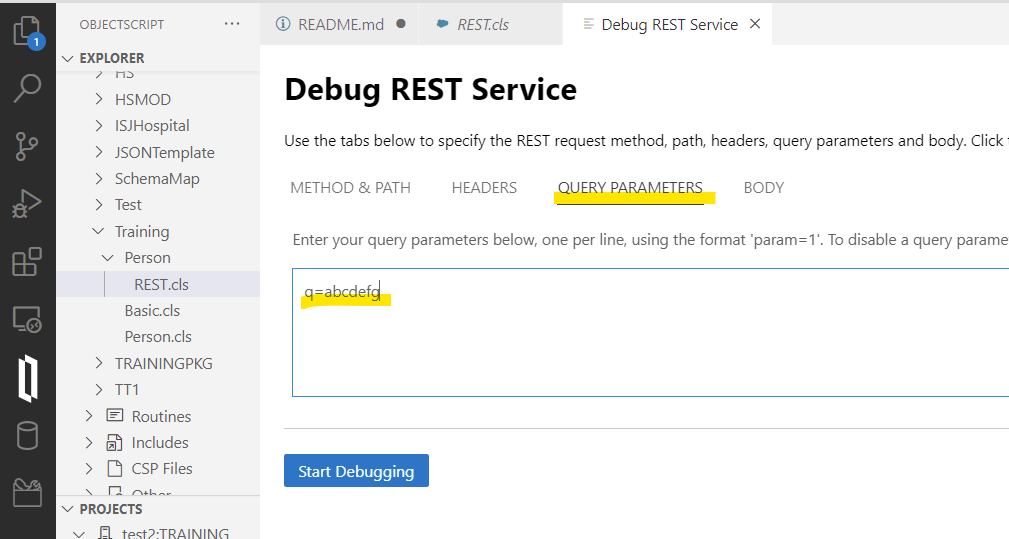 OBJECTSCRIPT ...
README.md
REST.cls
Debug REST Service
1
EXPLORER
HS
HSMOD
ISJHospital
JSONTemplate
SchemaMap
Test
Training
Person
REST.cls
Basic.cls
Person.cls
TRAININGPKG
TT1
Routines
Includes
CSP Files
Other
PROJECTS
test2:TRAINING
Debug REST Service
Use the tabs below to specify the REST request method, path, headers, query parameters and body. Click
METHOD & PATH HEADERS QUERY PARAMETERS BODY
Enter your query parameters below, one per line, using the format 'param=1'. To disable a query parame
q=abcdefg
Start Debugging